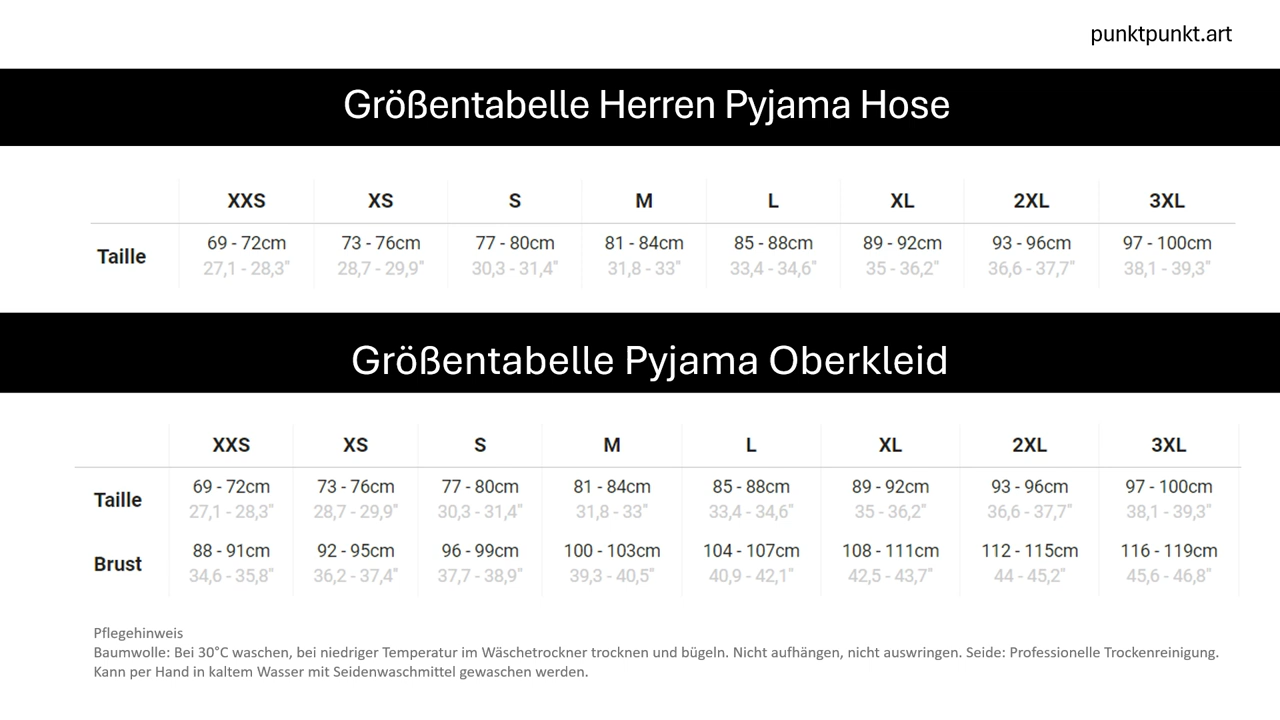 punktpunkt.art
Größentabelle Herren Pyjama Hose
XXS XS S M L XL 2XL 3XL
Taille 69 - 72cm 73 - 76cm 77 - 80cm 81 - 84cm 85 - 88cm 89 - 92cm 93 - 96cm 97 - 100cm
27,1 - 28,3" 28,7 - 29,9" 30,3 - 31,4" 31,8 - 33" 33,4 - 34,6" 35 - 36,2" 36,6 - 37,7" 38,1 - 39,3"
Größentabelle Pyjama Oberkleid
XXS XS S M L XL 2XL 3XL
Taille 69 - 72cm 73 - 76cm 77 - 80cm 81 - 84cm 85 - 88cm 89 - 92cm 93 - 96cm 97 - 100cm
27,1 - 28,3" 28,7 - 29,9" 30,3 - 31,4" 31,8 - 33" 33,4 - 34,6" 35 - 36,2" 36,6 - 37,7" 38,1 - 39,3"
Brust 88 - 91cm 92 - 95cm 96 - 99cm 100 - 103cm 104 - 107cm 108 - 111cm 112 - 115cm 116 - 119cm
34,6 - 35,8" 36,2 - 37,4" 37,7 - 38,9" 39,3 - 40,5" 40,9 - 42,1" 42,5 - 43,7" 44 - 45,2" 45,6 - 46,8"
Pflegehinweis
Baumwolle: Bei 30°C waschen, bei niedriger Temperatur im Wäschetrockner trocknen und bügeln. Nicht aufhängen, nicht auswringen. Seide: Professionelle Trockenreinigung.
Kann per Hand in kaltem Wasser mit Seidenwaschmittel gewaschen werden.